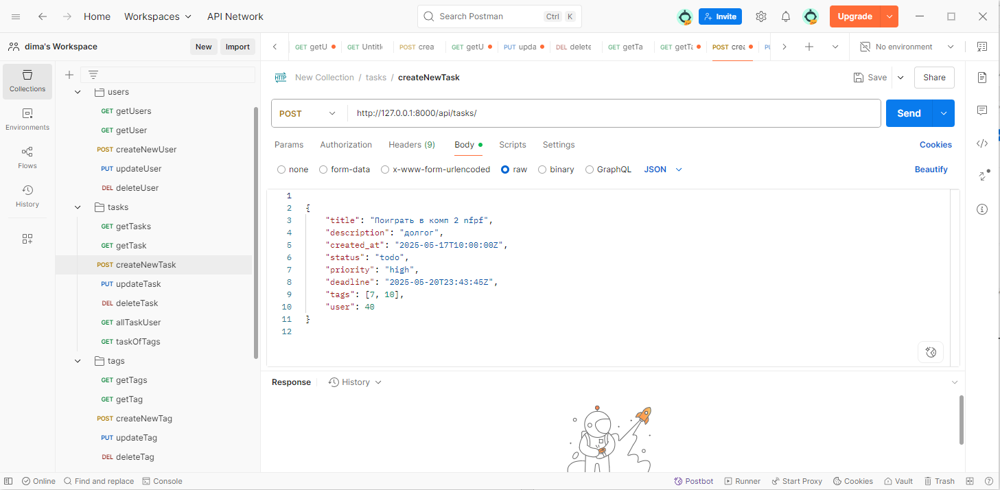 Home Workspaces API Network Search Postman Ctrl K Invite Upgrade
dima's Workspace New Import GET getU GET Untitl POST crea GET getU PUT upda DEL delete GET getTa GET getTa POST crea PU No environment
Collections
Environments
Flows
History
users
GET getUsers
GET getUser
POST createNewUser
PUT updateUser
DEL deleteUser
tasks
GET getTasks
GET getTask
POST createNewTask
PUT updateTask
DEL deleteTask
GET allTaskUser
GET taskOfTags
tags
GET getTags
GET getTag
POST createNewTag
PUT updateTag
DEL deleteTag
HTTP New Collection / tasks / createNewTask Save Share
POST http://127.0.0.1:8000/api/tasks/ Send
Params Authorization Headers (9) Body Scripts Settings Cookies
none form-data x-www-form-urlencoded raw binary GraphQL JSON Beautify
1
2 {
3 "title": "Поиграть в комп 2 nfpf",
4 "description": "долгог",
5 "created_at": "2025-05-17T10:00:00Z",
6 "status": "todo",
7 "priority": "high",
8 "deadline": "2025-05-20T23:43:45Z",
9 "tags": [7, 10],
10 "user": 40
11 }
12
Response History
Online Find and replace Console Postbot Runner Start Proxy Cookies Vault Trash